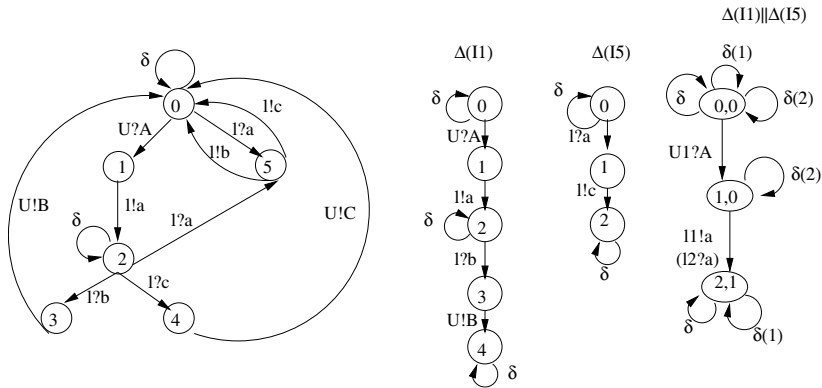 Δ(I1)||Δ(I5)
Δ(I1)
Δ(I5)
δ
0
U?A
l?a
l!c
l!b
1
5
l!a
l?a
U!B
U!C
δ
2
l?b
l?c
3
4
δ
0
U?A
1
l!a
δ
2
l?b
3
U!B
4
δ
δ
0
l?a
1
l!c
2
δ
δ(1)
δ
0,0
δ(2)
U1?A
1,0
δ(2)
l1!a
(l2?a)
2,1
δ
δ(1)